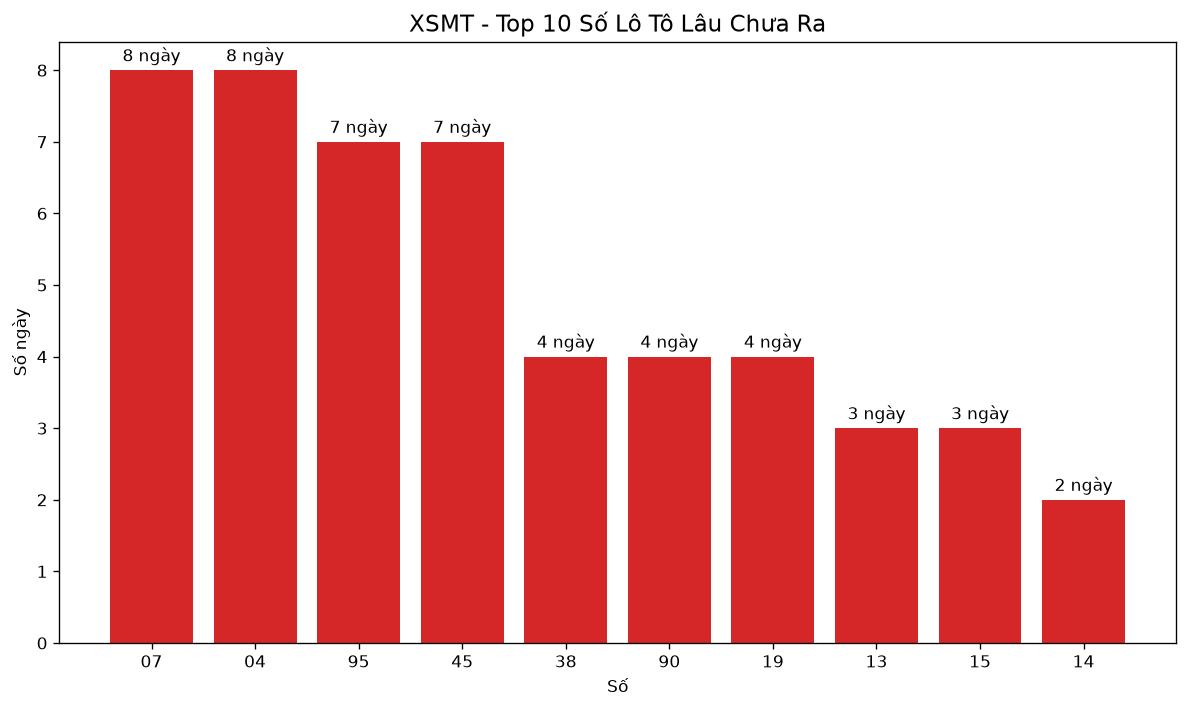 XSMT - Top 10 Số Lô Tô Lâu Chưa Ra
8 ngày 8 ngày
7 ngày 7 ngày
4 ngày 4 ngày 4 ngày
3 ngày 3 ngày
2 ngày
Số ngày
8
7
6
5
4
3
2
1
0
07 04 95 45 38 90 19 13 15 14
Số